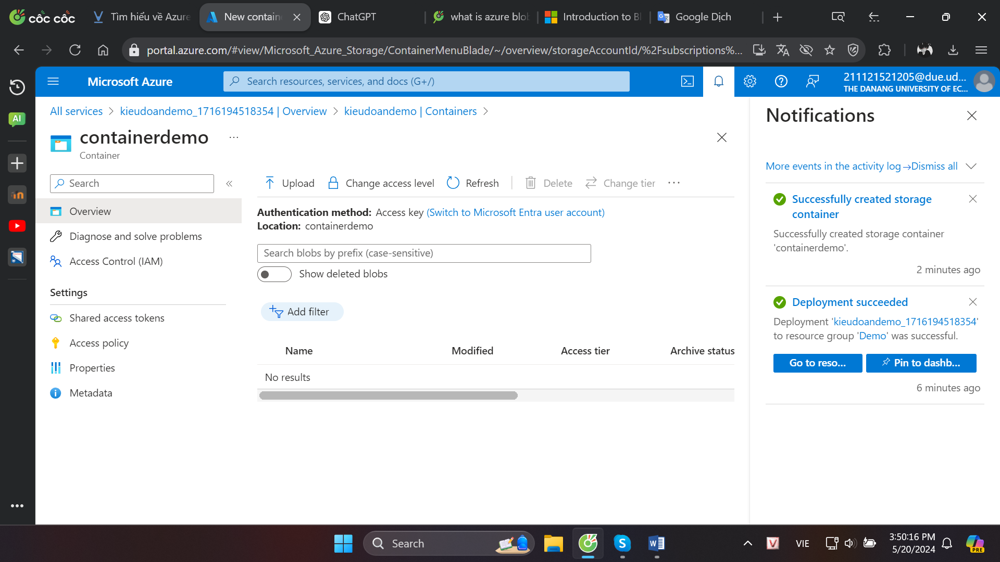 cốc cốc
Tìm hiểu về Azure
New contain
ChatGPT
what is azure blob
Introduction to Bl
Google Dịch
portal.azure.com/#view/Microsoft_Azure_Storage/ContainerMenuBlade/~/overview/storageAccountId/%2Fsubscriptions%...
Microsoft Azure
Search resources, services, and docs (G+/)
211121521205@due.ud...
THE DANANG UNIVERSITY OF EC...
AI
All services > kieudoandemo_1716194518354 | Overview > kieudoandemo | Containers >
containerdemo ...
Container
Search
«
Overview
Diagnose and solve problems
Access Control (IAM)
Settings
Shared access tokens
Access policy
Properties
Metadata
Upload Change access level Refresh Delete Change tier ...
Authentication method: Access key (Switch to Microsoft Entra user account)
Location: containerdemo
Search blobs by prefix (case-sensitive)
Show deleted blobs
Add filter
Name Modified Access tier Archive status
No results
Notifications
More events in the activity log → Dismiss all
Successfully created storage
container
Successfully created storage container
'containerdemo'.
2 minutes ago
Deployment succeeded
Deployment 'kieudoandemo_1716194518354'
to resource group 'Demo' was successful.
Go to reso...
Pin to dashb...
6 minutes ago
Search
VIE
3:50:16 PM
5/20/2024
PRE